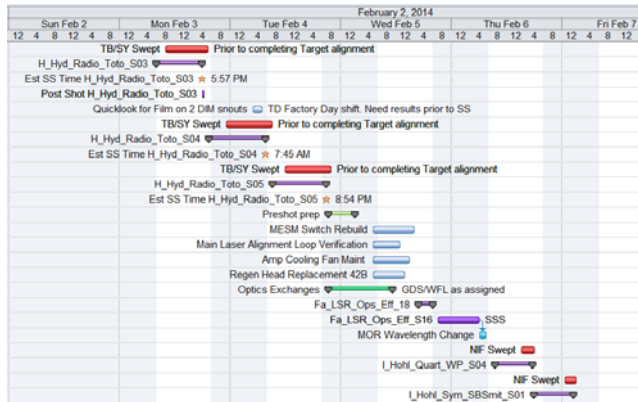 February 2, 2014
Sun Feb 2 Mon Feb 3 Tue Feb 4 Wed Feb 5 Thu Feb 6 Fri Feb 7
12 4 8 12 4 8 12 4 8 12 4 8 12 4 8 12 4 8 12 4 8 12 4 8 12 4 8 12 4 8 12
TB/SY Swept Prior to completing Target alignment
H_Hyd_Radio_Toto_S03
Est SS Time H_Hyd_Radio_Toto_S03 5:57 PM
Post Shot H_Hyd_Radio_Toto_S03
Quicklook for Film on 2 DIM snouts TD Factory Day shift. Need results prior to SS
TB/SY Swept Prior to completing Target alignment
H_Hyd_Radio_Toto_S04
Est SS Time H_Hyd_Radio_Toto_S04 7:45 AM
TB/SY Swept Prior to completing Target alignment
H_Hyd_Radio_Toto_S05
Est SS Time H_Hyd_Radio_Toto_S05 8:54 PM
Preshot prep
MESM Switch Rebuild
Main Laser Alignment Loop Verification
Amp Cooling Fan Maint
Regen Head Replacement 42B
Optics Exchanges GDS/WFL as assigned
Fa_LSR_Ops_Eff_18
Fa_LSR_Ops_Eff_S16 SSS
MOR Wavelength Change
NIF Swept
I_Hohl_Quart_WP_S04
NIF Swept
I_Hohl_Sym_SBSmit_S01